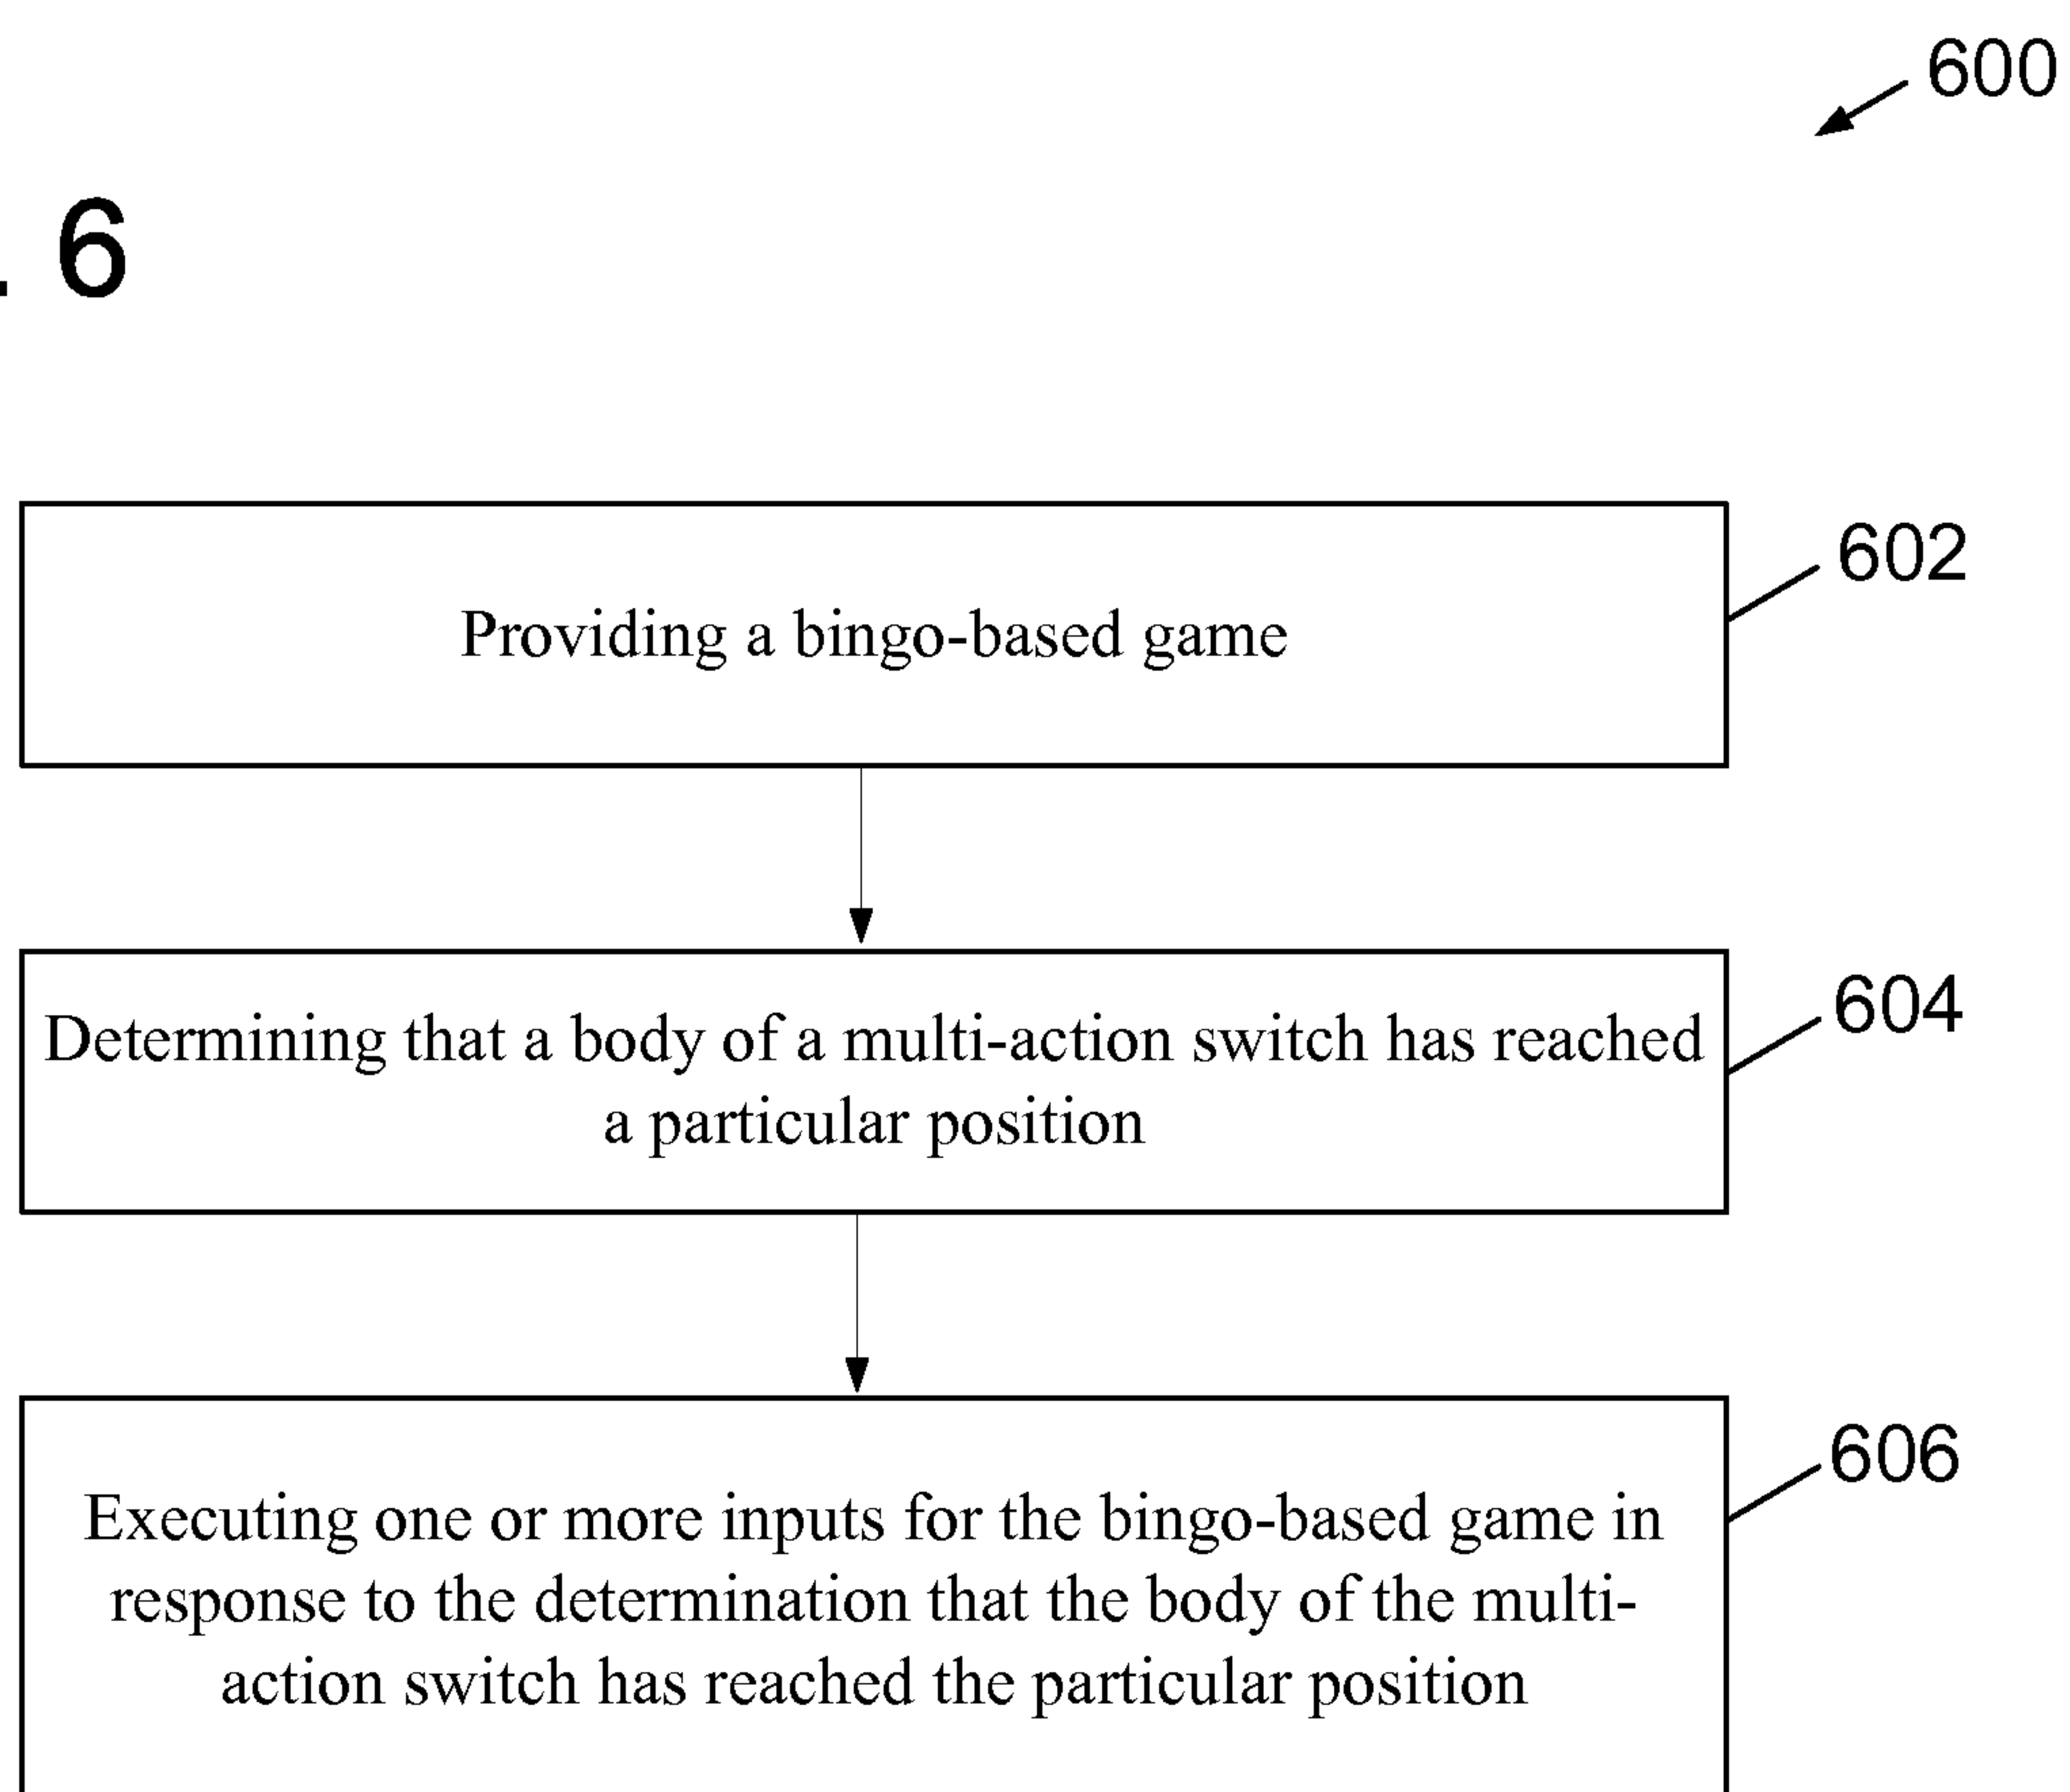 600
. 6
602
Providing a bingo-based game
604
Determining that a body of a multi-action switch has reached
a particular position
606
Executing one or more inputs for the bingo-based game in
response to the determination that the body of the multi-
action switch has reached the particular position